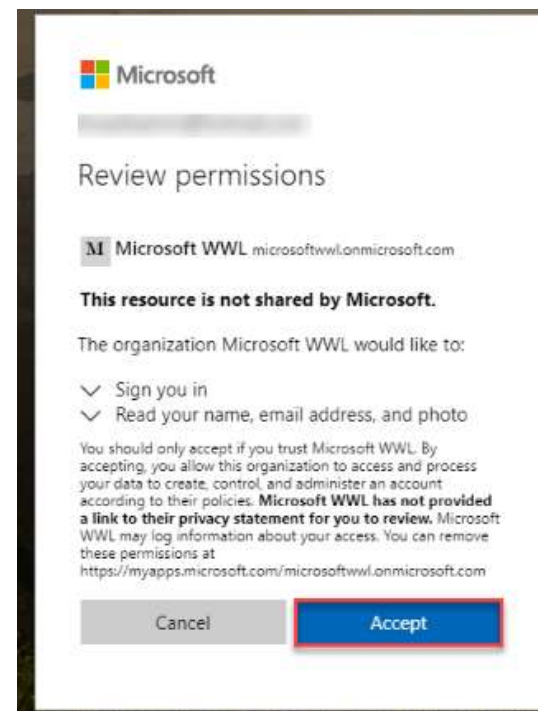 Microsoft
Review permissions
M Microsoft WWL microsoftwwl.onmicrosoft.com
This resource is not shared by Microsoft.
The organization Microsoft WWL would like to:
Sign you in
Read your name, email address, and photo
You should only accept if you trust Microsoft WWL. By
accepting, you allow this organization to access and process
your data to create, control, and administer an account
according to their policies. Microsoft WWL has not provided
a link to their privacy statement for you to review. Microsoft
WWL may log information about your access. You can remove
these permissions at
https://myapps.microsoft.com/microsoftwwl.onmicrosoft.com
Cancel Accept